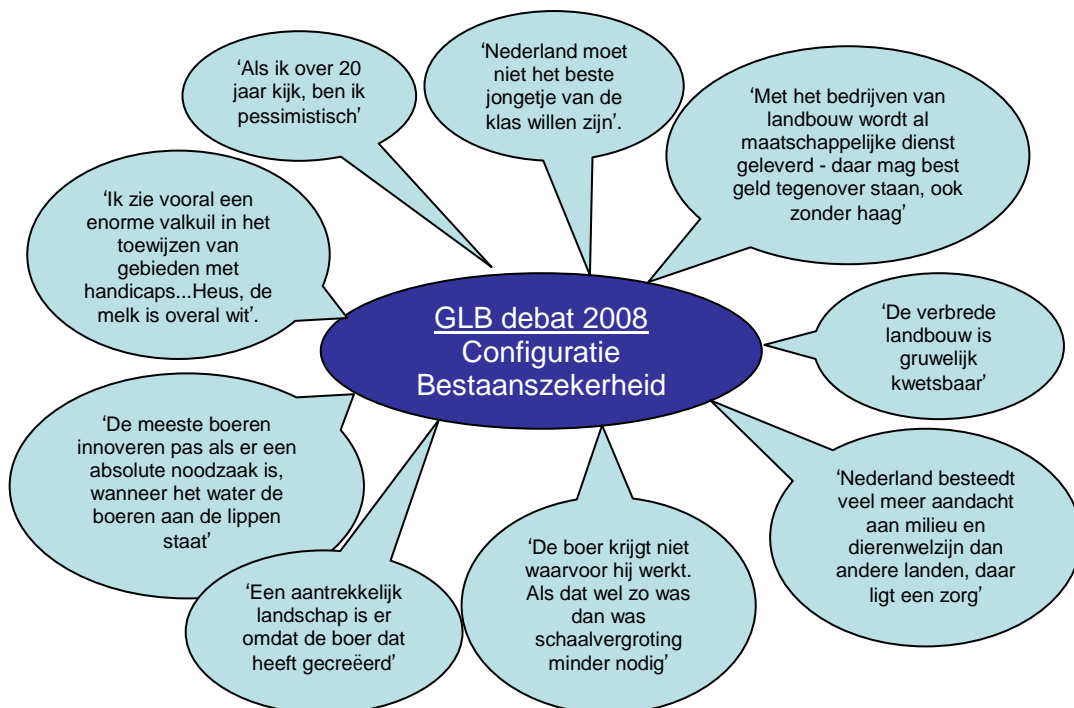 'Als ik over 20
jaar kijk, ben ik
pessimistisch'
'Nederland moet
niet het beste
jongetje van de
klas willen zijn'.
'Met het bedrijven van
landbouw wordt al
maatschappelijke dienst
geleverd - daar mag best
geld tegenover staan, ook
zonder haag'
'Ik zie vooral een
enorme valkuil in het
toewijzen van
gebieden met
handicaps...Heus, de
melk is overal wit'.
GLB debat 2008
Configuratie
Bestaanszekerheid
'De verbrede
landbouw is
gruwelijk
kwetsbaar'
'De meeste boeren
innoveren pas als er een
absolute noodzaak is,
wanneer het water de
boeren aan de lippen
staat'
'Nederland besteedt
veel meer aandacht
aan milieu en
dierenwelzijn dan
andere landen, daar
ligt een zorg'
'Een aantrekkelijk
landschap is er
omdat de boer dat
heeft gecreëerd'
'De boer krijgt niet
waarvoor hij werkt.
Als dat wel zo was
dan was
schaalvergroting
minder nodig'